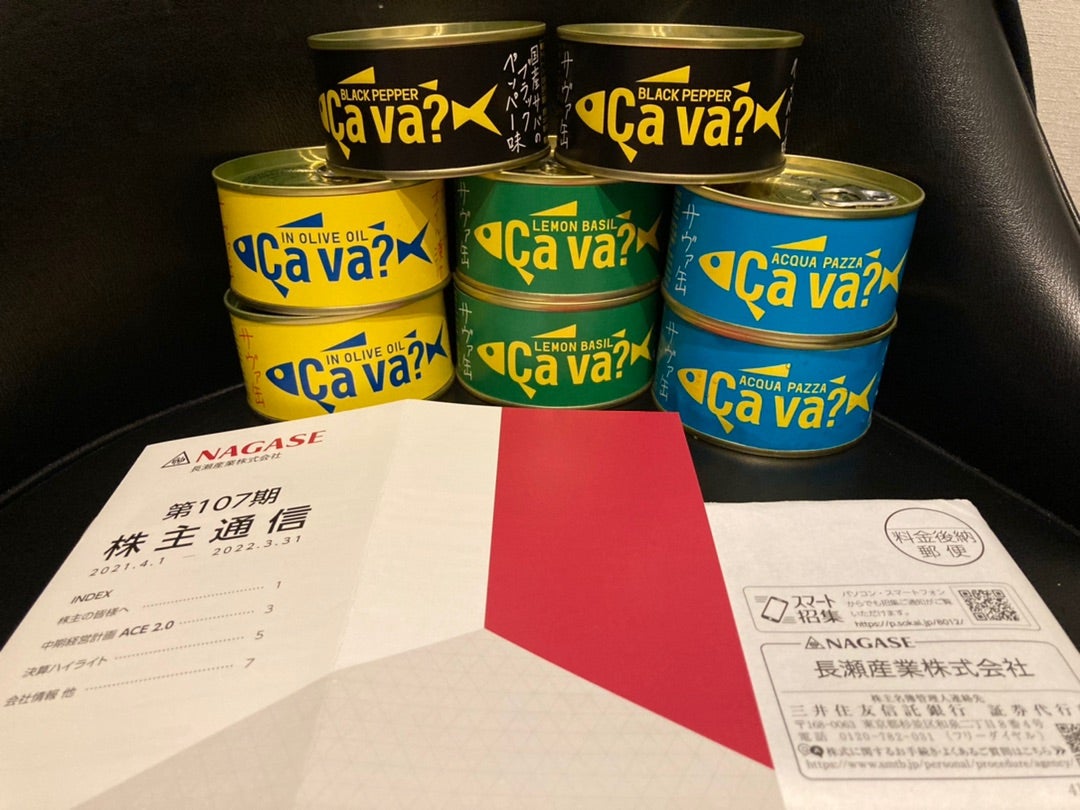 BLACK PEPPER
Ça va?
国産サバの
ブラック
ペッパー味
サヴァ缶
BLACK PEPPER
Ça va?
IN OLIVE OIL
Ça va?
サヴァ缶
LEMON BASIL
Ça va?
サヴァ缶
ACQUA PAZZA
Ça va?
サヴァ缶
IN OLIVE OIL
Ça va?
サヴァ缶
LEMON BASIL
Ça va?
サヴァ缶
ACQUA PAZZA
Ça va?
NAGASE
長瀬産業株式会社
第107期
株主通信
2021.4.1 — 2022.3.31
INDEX
株主の皆様へ 1
中期経営計画 ACE 2.0 3
決算ハイライト 5
会社情報 他 7
料金後納
郵便
スマート
招集
パソコン・スマートフォン
からでも招集ご通知がご覧
いただけます。
https://p.sokai.jp/8012/
NAGASE
長瀬産業株式会社
株主名簿管理人連絡先
三井住友信託銀行 証券代行
〒168-0063 東京都杉並区和泉二丁目8番4号
電話 0120-782-031 (フリーダイヤル)
株式に関するお手続き・よくあるご質問はこちら
https://www.smtb.jp/personal/procedure/agency/